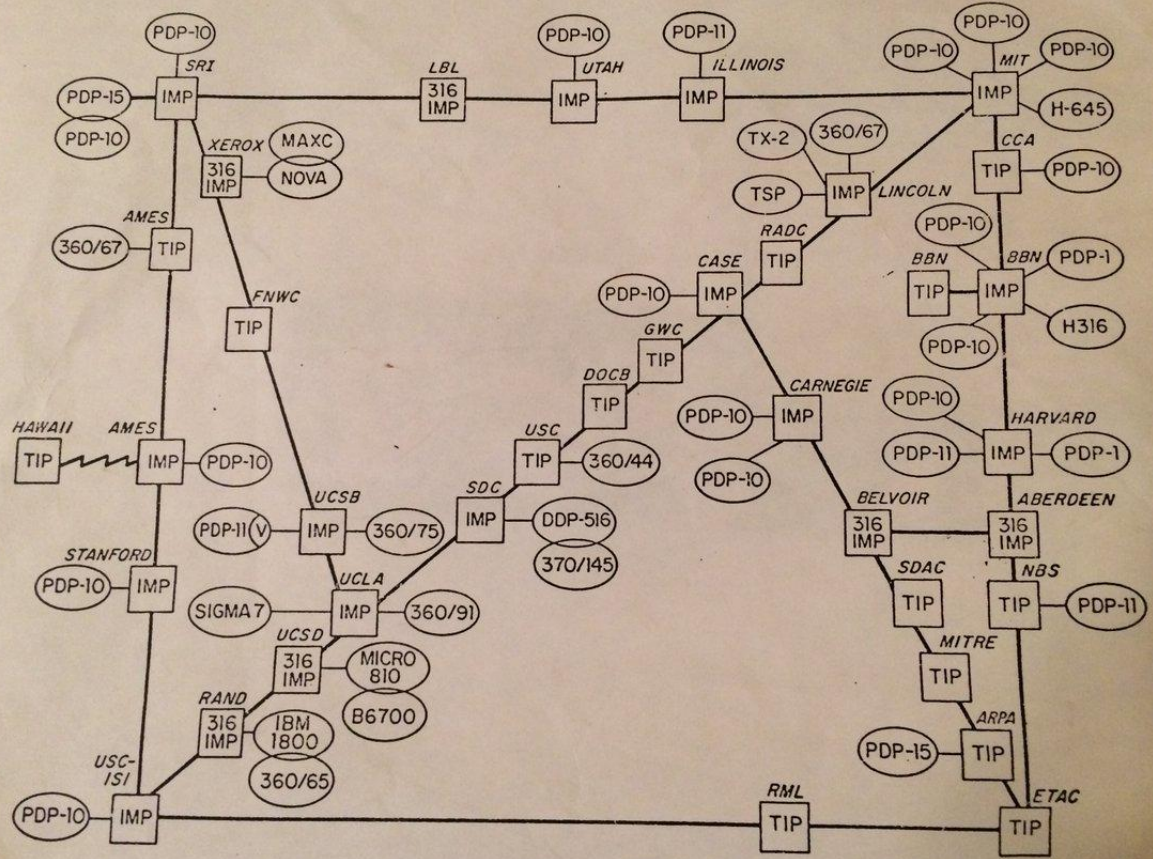 PDP-10
SRI
PDP-15
IMP
PDP-10
LBL
316
IMP
PDP-10
UTAH
IMP
PDP-11
ILLINOIS
IMP
PDP-10
PDP-10
PDP-10
MIT
IMP
H-645
XEROX
316
IMP
MAXC
NOVA
TX-2
360/67
TSP
IMP
LINCOLN
CCA
TIP
PDP-10
AMES
360/67
TIP
RADC
TIP
PDP-10
BBN
TIP
BBN
IMP
PDP-1
H316
PDP-10
CASE
PDP-10
IMP
FNWC
TIP
GWC
TIP
DOCB
TIP
CARNEGIE
PDP-10
IMP
PDP-10
PDP-10
HARVARD
PDP-11
IMP
PDP-1
HAWAII
TIP
AMES
IMP
PDP-10
USC
TIP
360/44
UCSB
PDP-11
V
IMP
360/75
SDC
IMP
DDP-516
370/145
BELVOIR
316
IMP
ABERDEEN
316
IMP
STANFORD
PDP-10
IMP
UCLA
SIGMA 7
IMP
360/91
SDAC
TIP
NBS
TIP
PDP-11
UCSD
316
IMP
MICRO
810
B6700
MITRE
TIP
RAND
316
IMP
IBM
1800
360/65
ARPA
PDP-15
TIP
USC-
ISI
PDP-10
IMP
RML
TIP
ETAC
TIP